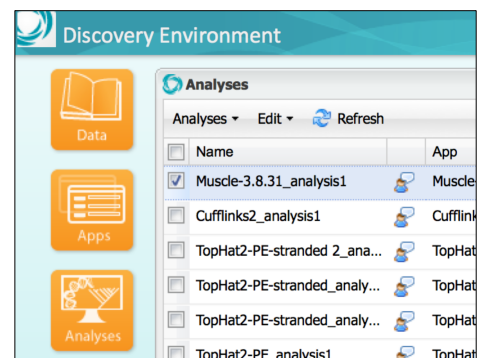 Discovery Environment
Data
Apps
Analyses
Analyses
Analyses Edit Refresh
Name App
Muscle-3.8.31_analysis1 Muscle-
Cufflinks2_analysis1 Cufflink
TopHat2-PE-stranded 2_ana... TopHat
TopHat2-PE-stranded_analy... TopHat
TopHat2-PE-stranded_analy... TopHat
TopHat2-PE_analysis1 TopHat